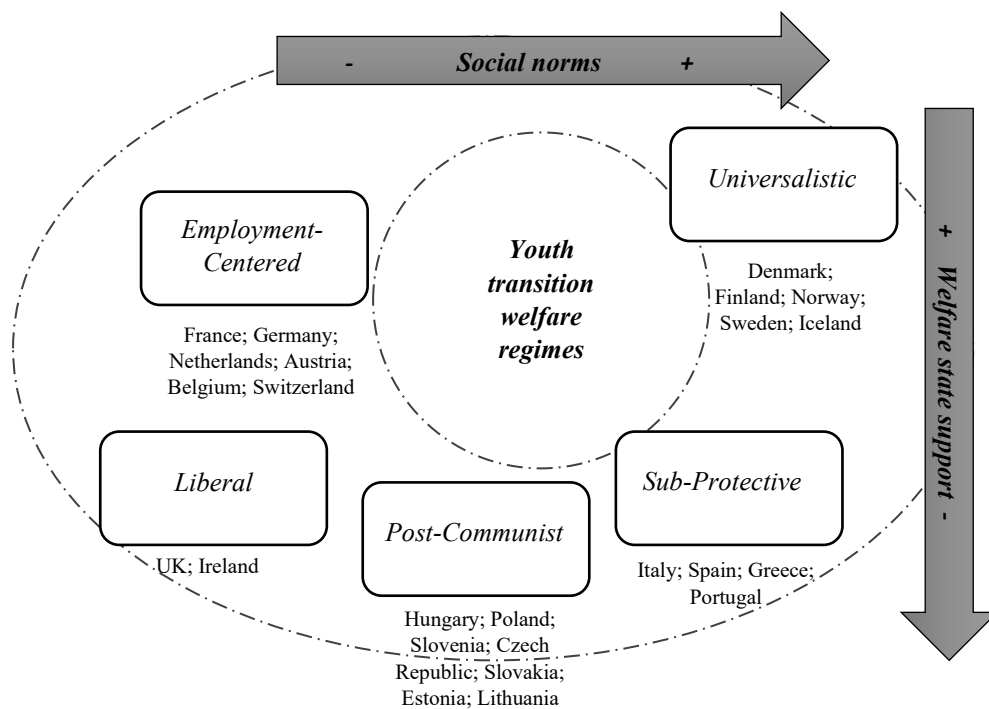 - Social norms +
Universalistic
Employment-
Centered
Youth
transition
welfare
regimes
+ Welfare state support -
Denmark;
Finland; Norway;
Sweden; Iceland
France; Germany;
Netherlands; Austria;
Belgium; Switzerland
Liberal
Post-Communist
Sub-Protective
UK; Ireland
Italy; Spain; Greece;
Portugal
Hungary; Poland;
Slovenia; Czech
Republic; Slovakia;
Estonia; Lithuania